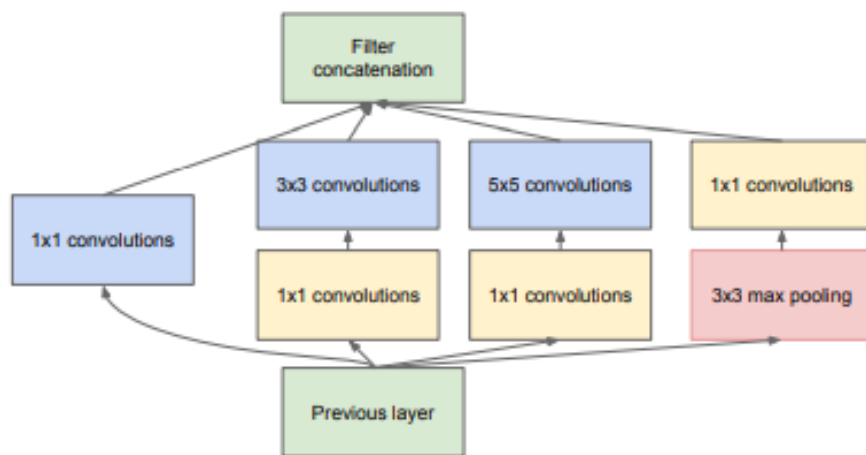 Filter
concatenation
3x3 convolutions
5x5 convolutions
1x1 convolutions
1x1 convolutions
1x1 convolutions
1x1 convolutions
3x3 max pooling
Previous layer